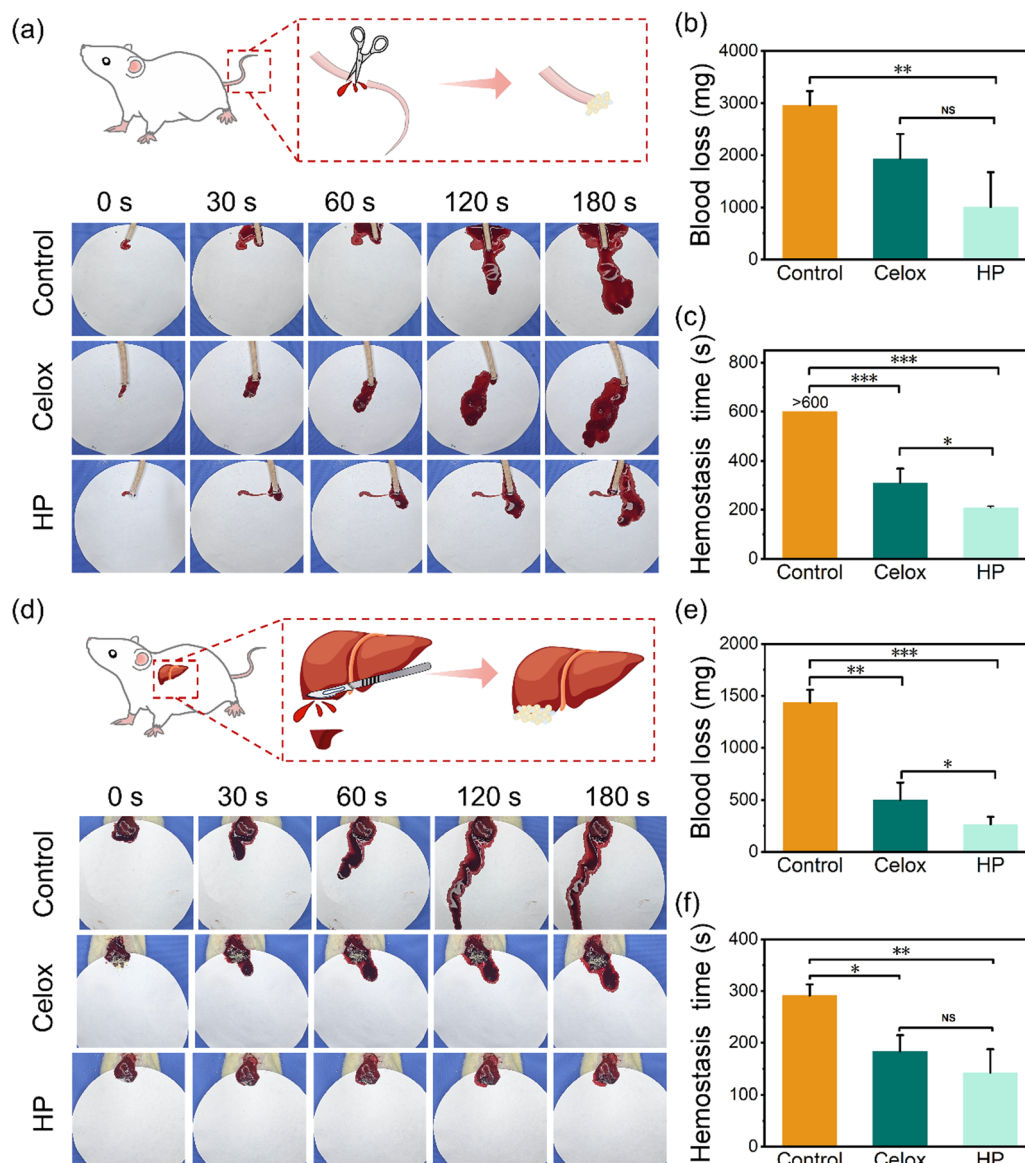 (a)
0 s 30 s 60 s 120 s 180 s
Control
Celox
HP
(b)
Blood loss (mg)
4000
3000
2000
1000
0
**
NS
Control Celox HP
(c)
Hemostasis time (s)
800
600
400
200
0
***
***
>600
*
Control Celox HP
(d)
0 s 30 s 60 s 120 s 180 s
Control
Celox
HP
(e)
Blood loss (mg)
2000
1500
1000
500
0
***
**
*
Control Celox HP
(f)
Hemostasis time (s)
400
300
200
100
0
**
*
NS
Control Celox HP